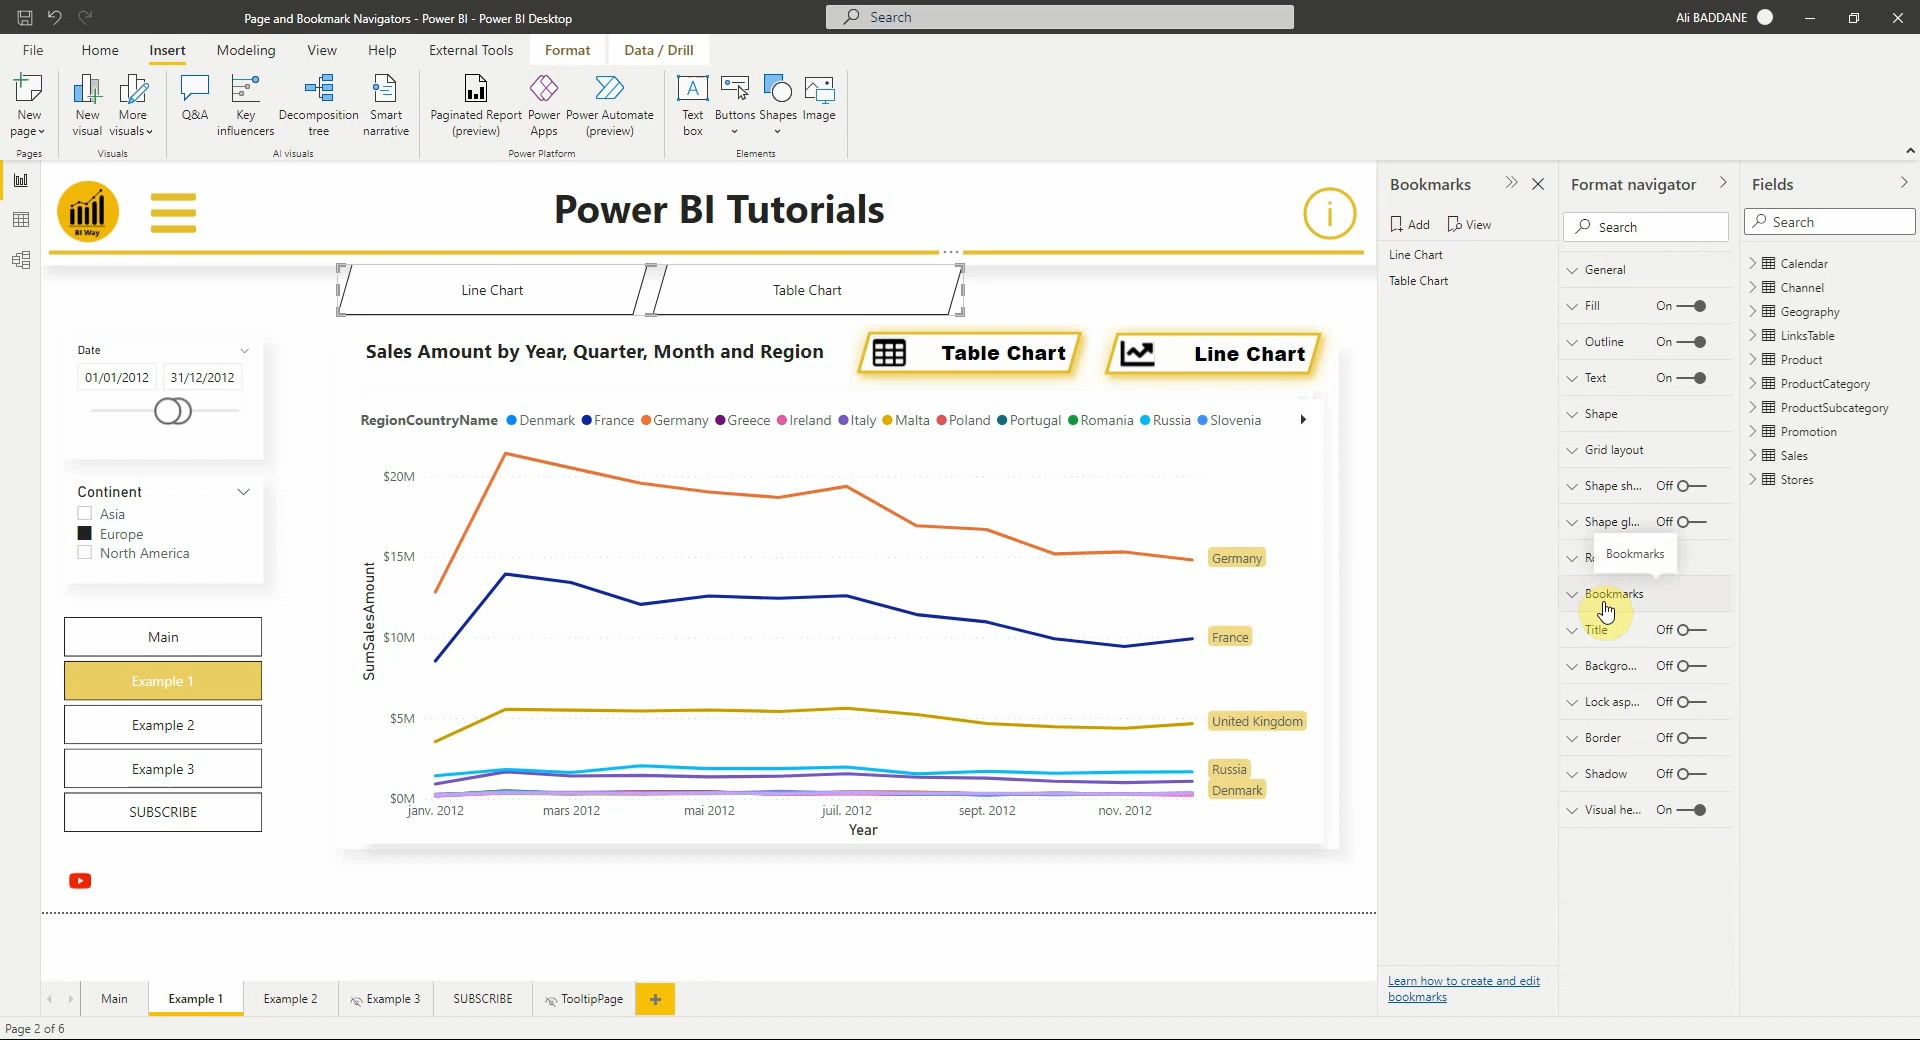 Page and Bookmark Navigators - Power BI - Power BI Desktop
Search
Ali BADDANE
File
Home
Insert
Modeling
View
Help
External Tools
Format
Data / Drill
New page
New visual
More visuals
Q&A
Key influencers
Decomposition tree
Smart narrative
Paginated Report (preview)
Power Apps
Power Automate (preview)
Text box
Buttons
Shapes
Image
Pages
Visuals
AI visuals
Power Platform
Elements
BI Way
Power BI Tutorials
Line Chart
Table Chart
Sales Amount by Year, Quarter, Month and Region
Table Chart
Line Chart
Date
01/01/2012
31/12/2012
Continent
Asia
Europe
North America
Main
Example 1
Example 2
Example 3
SUBSCRIBE
RegionCountryName Denmark France Germany Greece Ireland Italy Malta Poland Portugal Romania Russia Slovenia
$20M
$15M
$10M
$5M
$0M
SumSalesAmount
Germany
France
United Kingdom
Russia
Denmark
janv. 2012
mars 2012
mai 2012
juil. 2012
sept. 2012
nov. 2012
Year
Bookmarks
Add
View
Line Chart
Table Chart
Learn how to create and edit
bookmarks
Format navigator
Search
General
Fill On
Outline On
Text On
Shape
Grid layout
Shape sh... Off
Shape gl... Off
Bookmarks
Bookmarks
Title Off
Backgro... Off
Lock asp... Off
Border Off
Shadow Off
Visual he... On
Fields
Search
Calendar
Channel
Geography
LinksTable
Product
ProductCategory
ProductSubcategory
Promotion
Sales
Stores
Main
Example 1
Example 2
Example 3
SUBSCRIBE
TooltipPage
Page 2 of 6